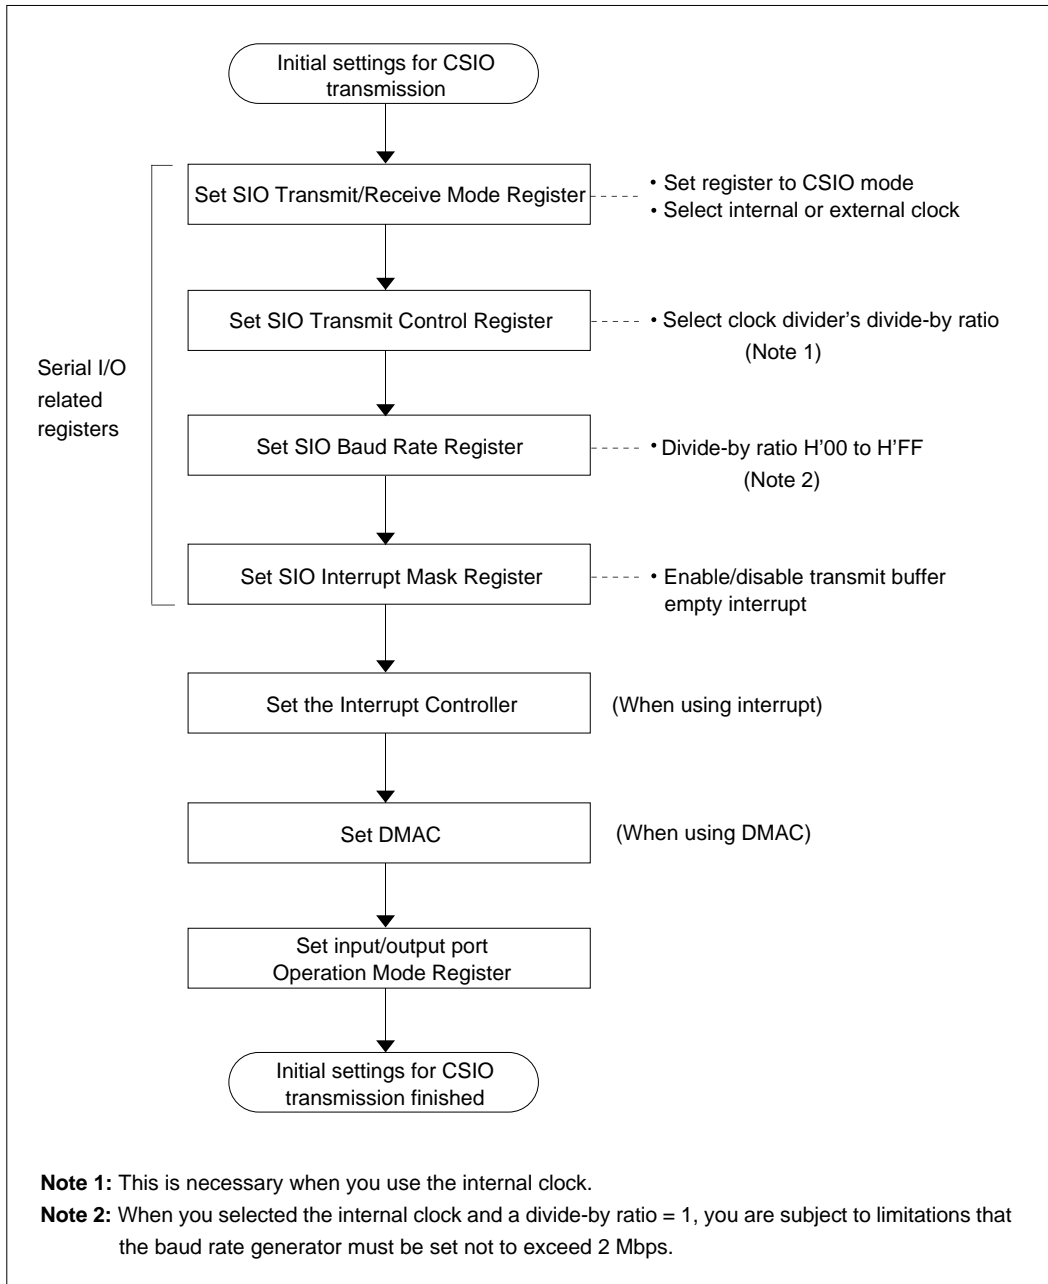 Initial settings for CSIO
transmission
Set SIO Transmit/Receive Mode Register
• Set register to CSIO mode
• Select internal or external clock
Set SIO Transmit Control Register
• Select clock divider's divide-by ratio
(Note 1)
Serial I/O
related
registers
Set SIO Baud Rate Register
• Divide-by ratio H'00 to H'FF
(Note 2)
Set SIO Interrupt Mask Register
• Enable/disable transmit buffer
empty interrupt
Set the Interrupt Controller
(When using interrupt)
Set DMAC
(When using DMAC)
Set input/output port
Operation Mode Register
Initial settings for CSIO
transmission finished
Note 1: This is necessary when you use the internal clock.
Note 2: When you selected the internal clock and a divide-by ratio = 1, you are subject to limitations that
the baud rate generator must be set not to exceed 2 Mbps.